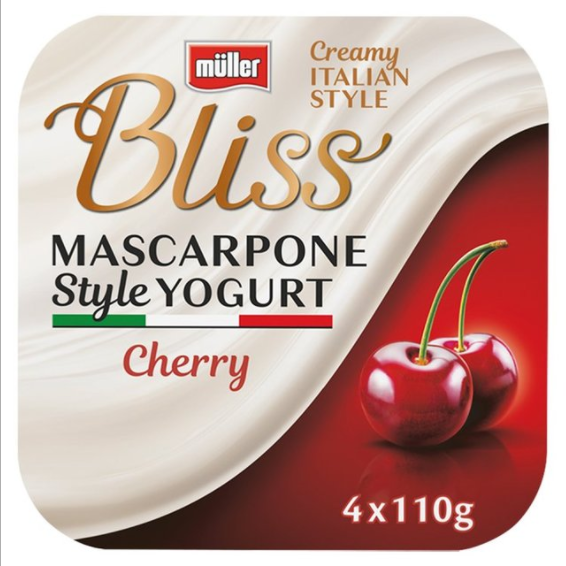 müller
Creamy
ITALIAN
STYLE
Bliss
MASCARPONE
Style YOGURT
Cherry
4x110g